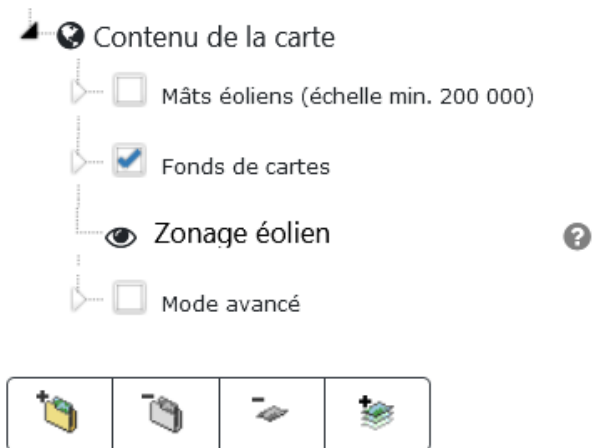 Contenu de la carte
Mâts éoliens (échelle min. 200 000)
Fonds de cartes
Zonage éolien ?
Mode avancé